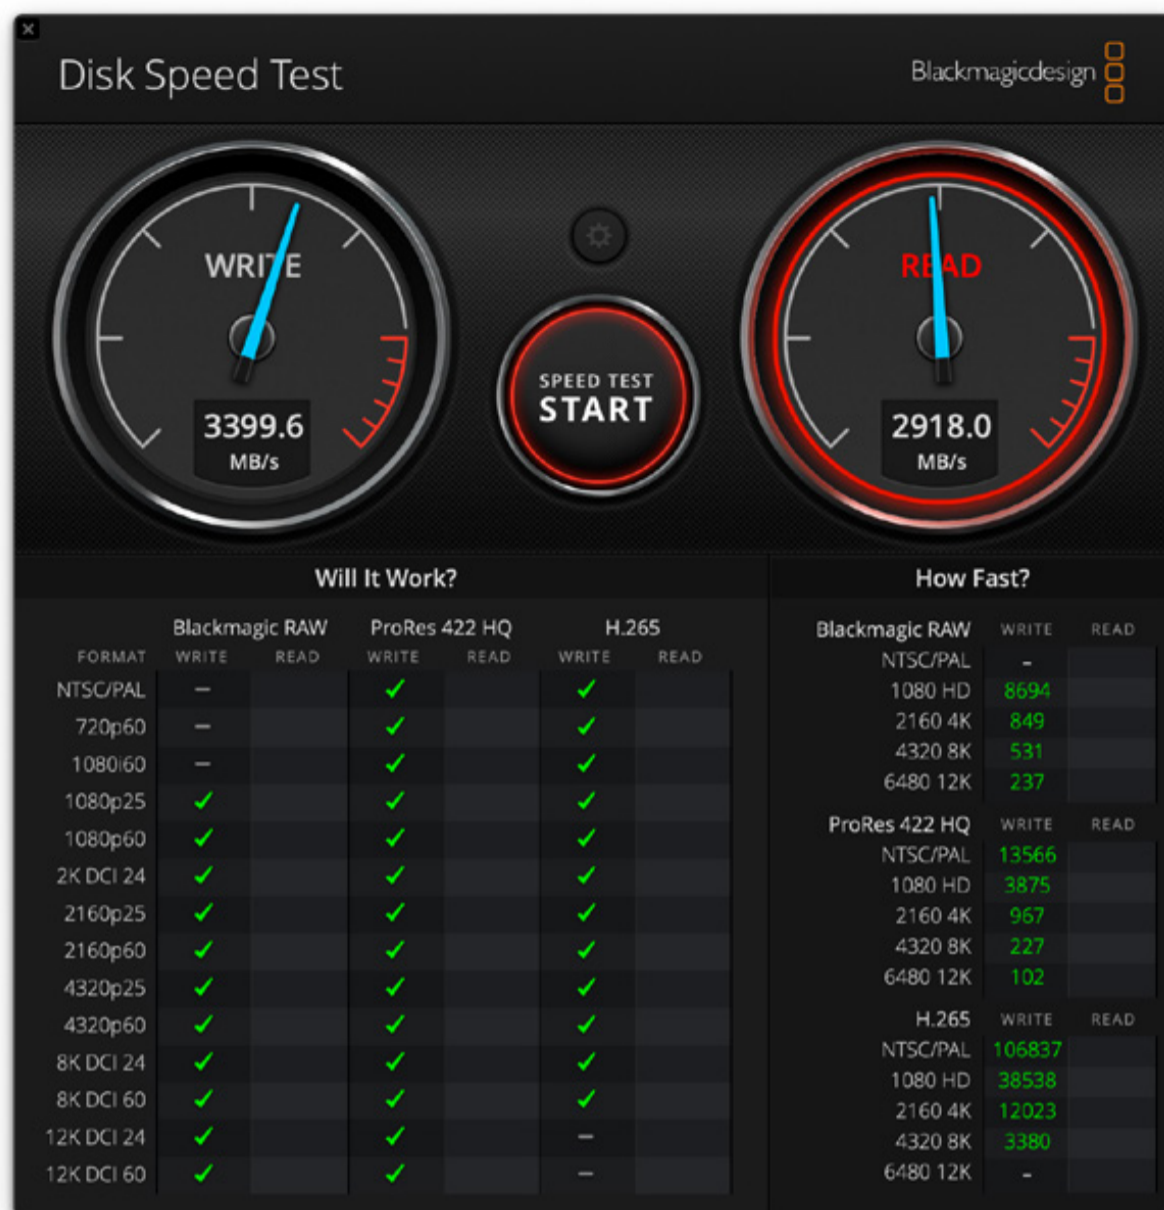 Disk Speed Test
Blackmagicdesign
WRITE
READ
SPEED TEST
START
3399.6
MB/s
2918.0
MB/s
Will It Work?
Blackmagic RAW ProRes 422 HQ H.265
FORMAT WRITE READ WRITE READ WRITE READ
NTSC/PAL – ✓ ✓
720p60 – ✓ ✓
1080i60 – ✓ ✓
1080p25 ✓ ✓ ✓
1080p60 ✓ ✓ ✓
2K DCI 24 ✓ ✓ ✓
2160p25 ✓ ✓ ✓
2160p60 ✓ ✓ ✓
4320p25 ✓ ✓ ✓
4320p60 ✓ ✓ ✓
8K DCI 24 ✓ ✓ ✓
8K DCI 60 ✓ ✓ ✓
12K DCI 24 ✓ ✓ –
12K DCI 60 ✓ ✓ –
How Fast?
Blackmagic RAW WRITE READ
NTSC/PAL -
1080 HD 8694
2160 4K 849
4320 8K 531
6480 12K 237
ProRes 422 HQ WRITE READ
NTSC/PAL 13566
1080 HD 3875
2160 4K 967
4320 8K 227
6480 12K 102
H.265 WRITE READ
NTSC/PAL 106837
1080 HD 38538
2160 4K 12023
4320 8K 3380
6480 12K -